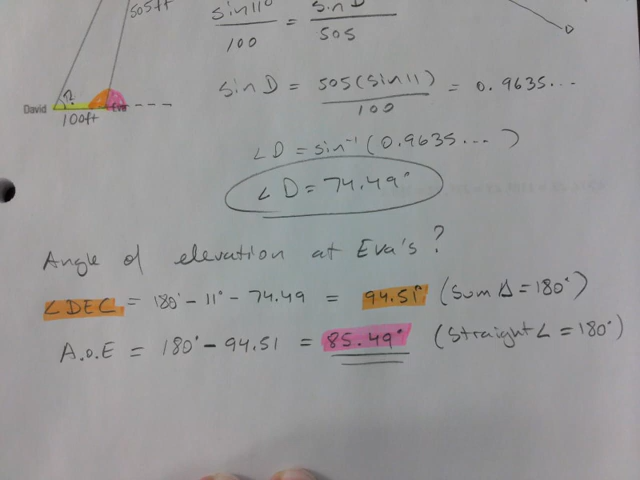 505ft
sin 11° / 100 = sin D / 505
D
sin D = 505 (sin 11) / 100 = 0.9635...
David ?
100ft
∠D = sin⁻¹ (0.9635...)
∠D = 74.49°
Angle of elevation at Eva's?
∠DEC = 180° - 11° - 74.49 = 94.51° (Sum Δ = 180°)
A.o.E = 180° - 94.51 = 85.49° (Straight ∠ = 180°)